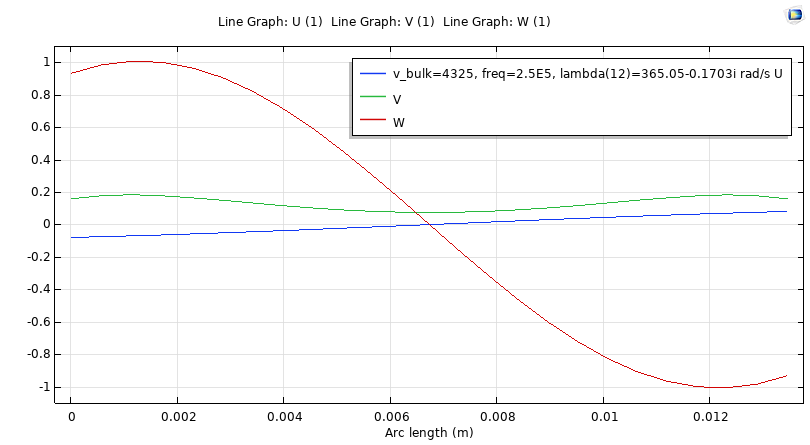 Line Graph: U (1) Line Graph: V (1) Line Graph: W (1)
v_bulk=4325, freq=2.5E5, lambda(12)=365.05-0.1703i rad/s U
V
W
1
0.8
0.6
0.4
0.2
0
-0.2
-0.4
-0.6
-0.8
-1
0 0.002 0.004 0.006 0.008 0.01 0.012
Arc length (m)